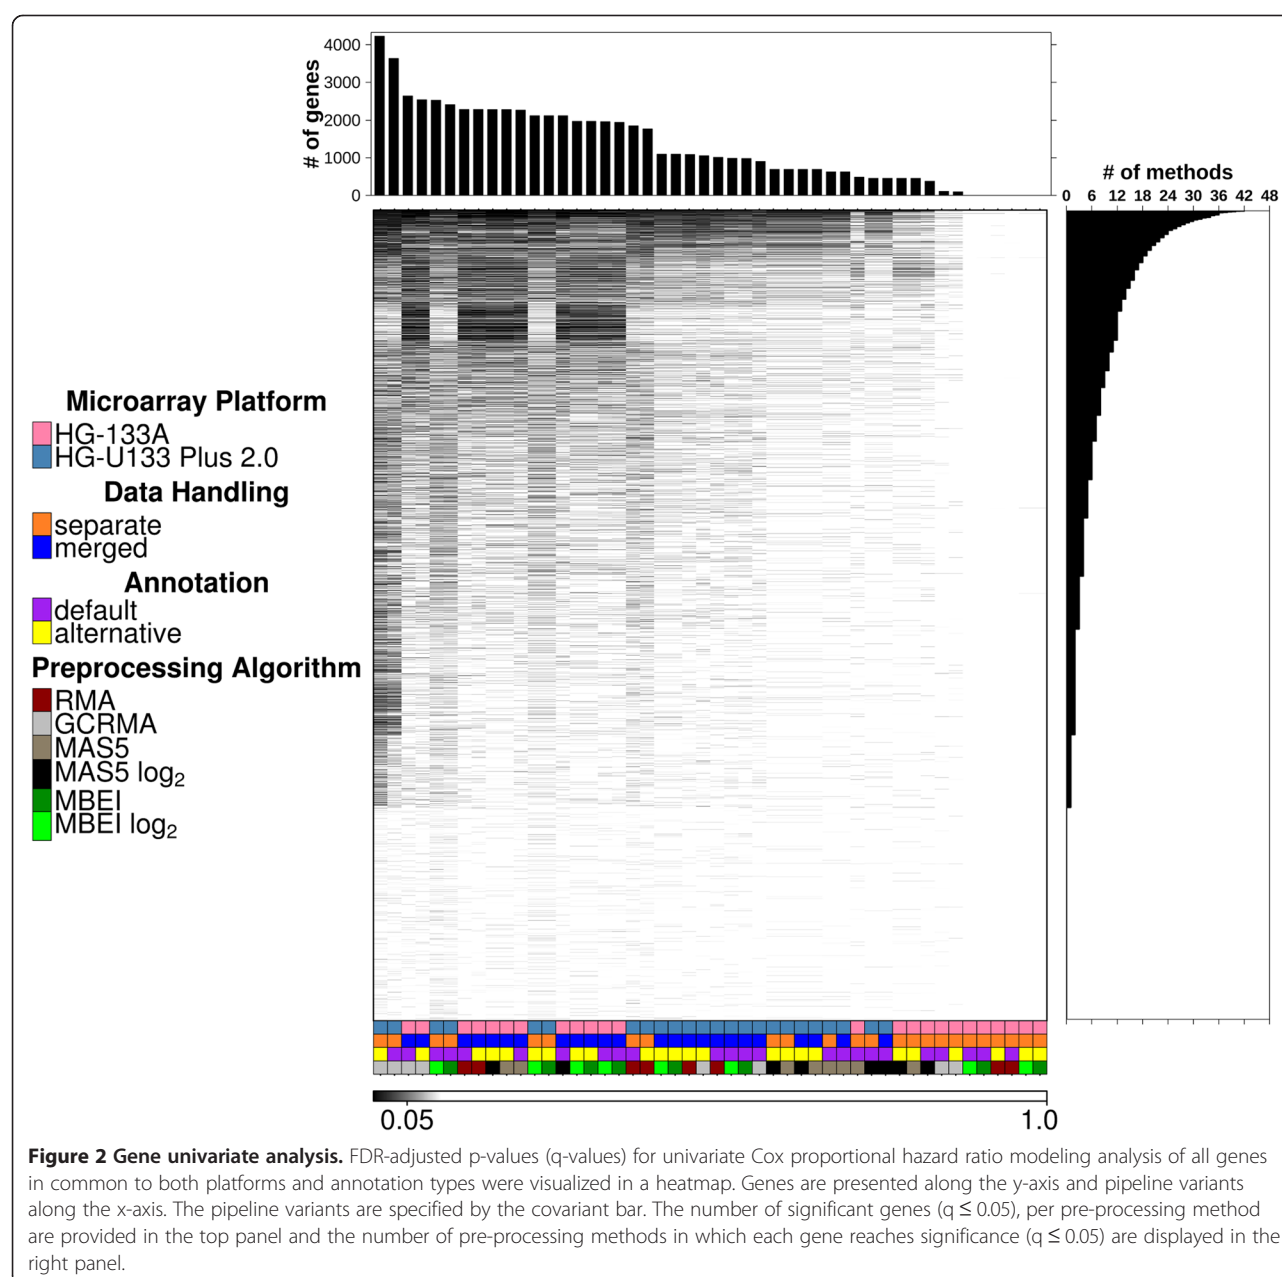 # of genes
4000
3000
2000
1000
0
# of methods
0 6 12 18 24 30 36 42 48
Microarray Platform
HG-133A
HG-U133 Plus 2.0
Data Handling
separate
merged
Annotation
default
alternative
Preprocessing Algorithm
RMA
GCRMA
MAS5
MAS5 log₂
MBEI
MBEI log₂
0.05 1.0
Figure 2 Gene univariate analysis. FDR-adjusted p-values (q-values) for univariate Cox proportional hazard ratio modeling analysis of all genes
in common to both platforms and annotation types were visualized in a heatmap. Genes are presented along the y-axis and pipeline variants
along the x-axis. The pipeline variants are specified by the covariant bar. The number of significant genes (q ≤ 0.05), per pre-processing method
are provided in the top panel and the number of pre-processing methods in which each gene reaches significance (q ≤ 0.05) are displayed in the
right panel.